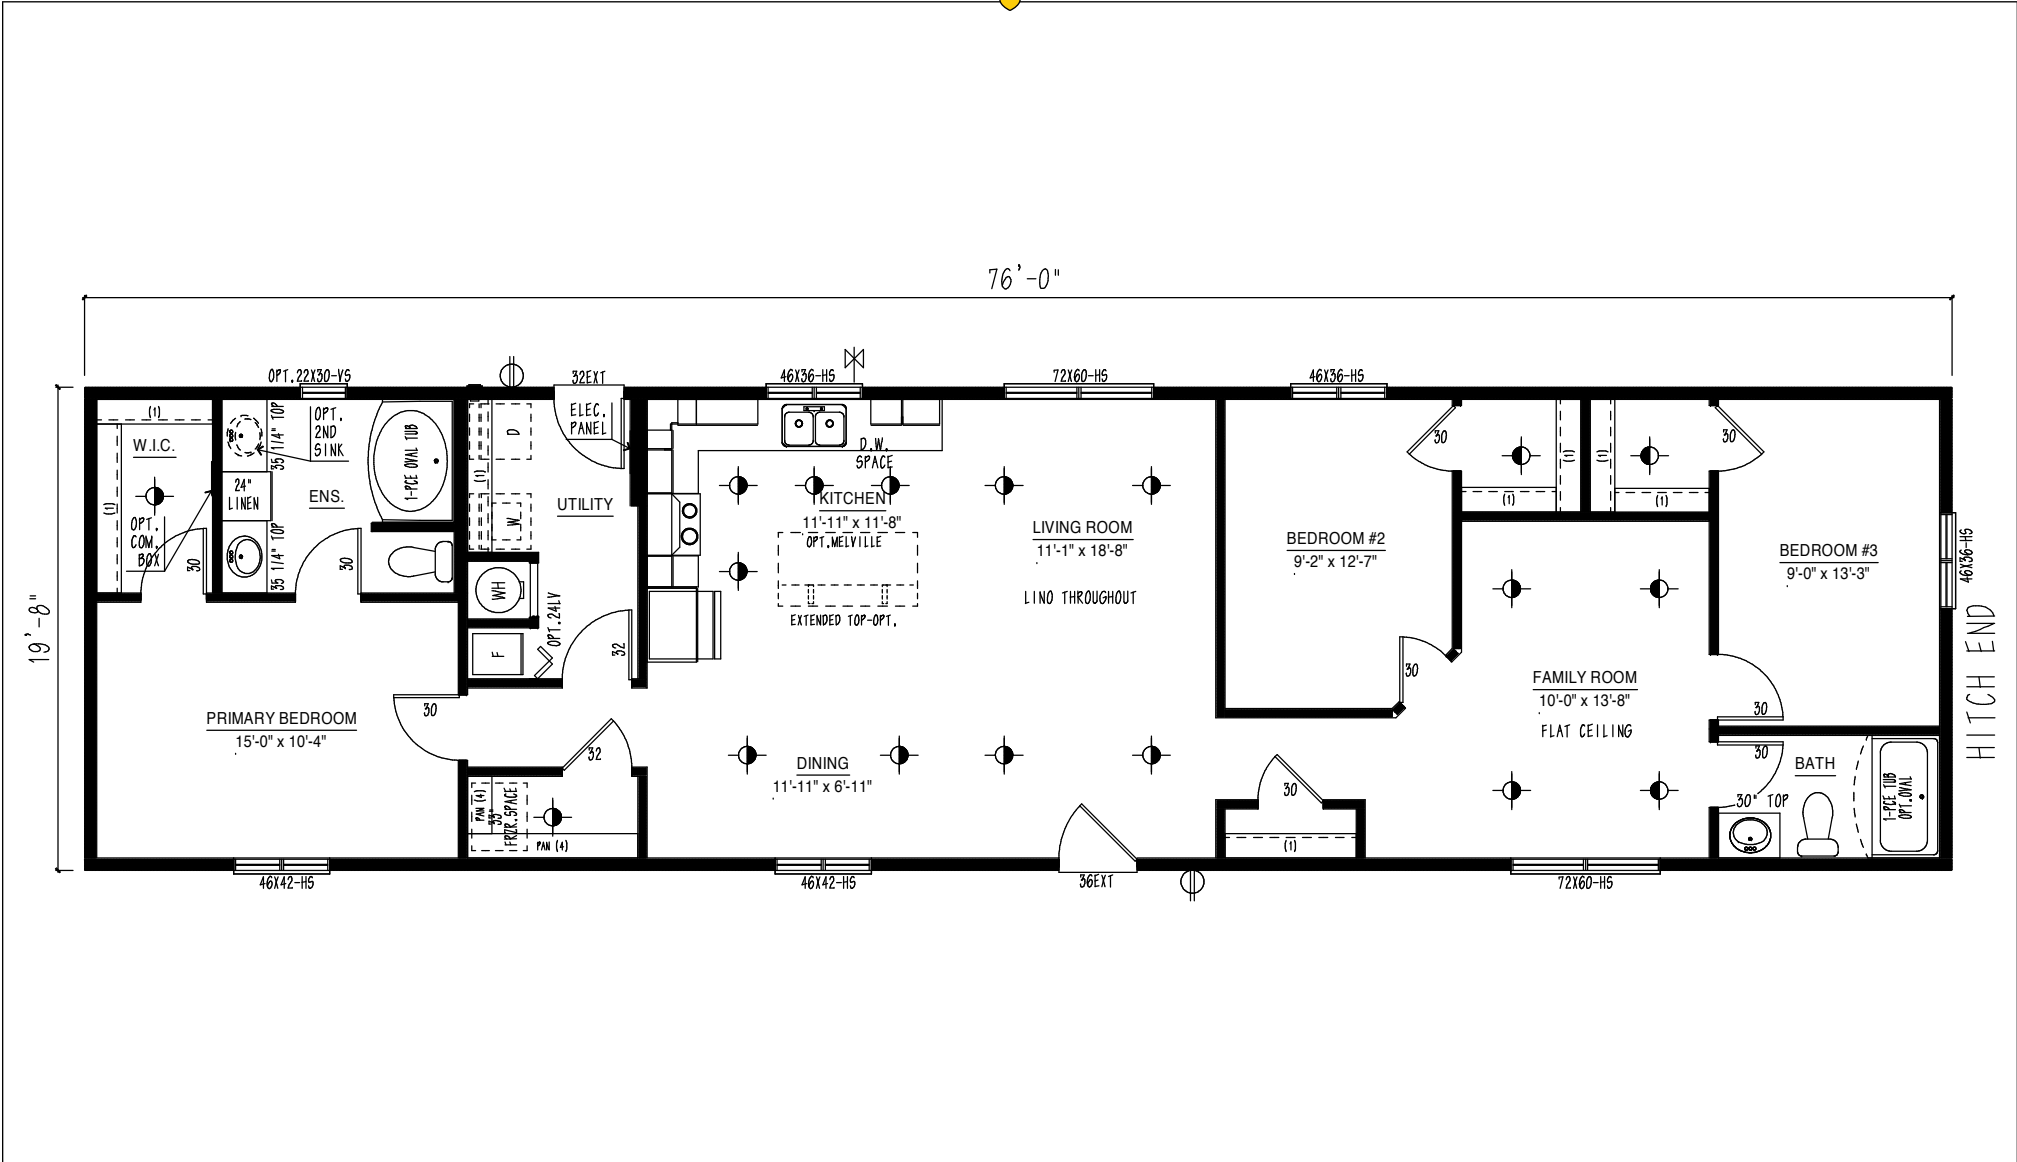 76'-0"
19'-8"
HITCH END
OPT.22X30-VS
32EXT
46X36-HS
72X60-HS
46X36-HS
46X36-HS
46X42-HS
46X42-HS
36EXT
72X60-HS
(1)
W.I.C.
(1)
OPT.
COM.
BOX
30
35 1/4" TOP
OPT.
2ND
SINK
24"
LINEN
ENS.
35 1/4" TOP
1-PCE OVAL TUB
30
PRIMARY BEDROOM
15'-0" x 10'-4"
30
D
(1)
W
ELEC.
PANEL
UTILITY
WH
OPT.24LV
F
32
32
PAN (4)
33"
FRZR.SPACE
PAN (4)
D.W.
SPACE
KITCHEN
11'-11" x 11'-8"
OPT.MELVILLE
EXTENDED TOP-OPT.
DINING
11'-11" x 6'-11"
LIVING ROOM
11'-1" x 18'-8"
LINO THROUGHOUT
BEDROOM #2
9'-2" x 12'-7"
30
30
(1)
(1)
(1)
(1)
30
30
(1)
FAMILY ROOM
10'-0" x 13'-8"
FLAT CEILING
BEDROOM #3
9'-0" x 13'-3"
30
30
BATH
30" TOP
1-PCE TUB
OPT.OVAL